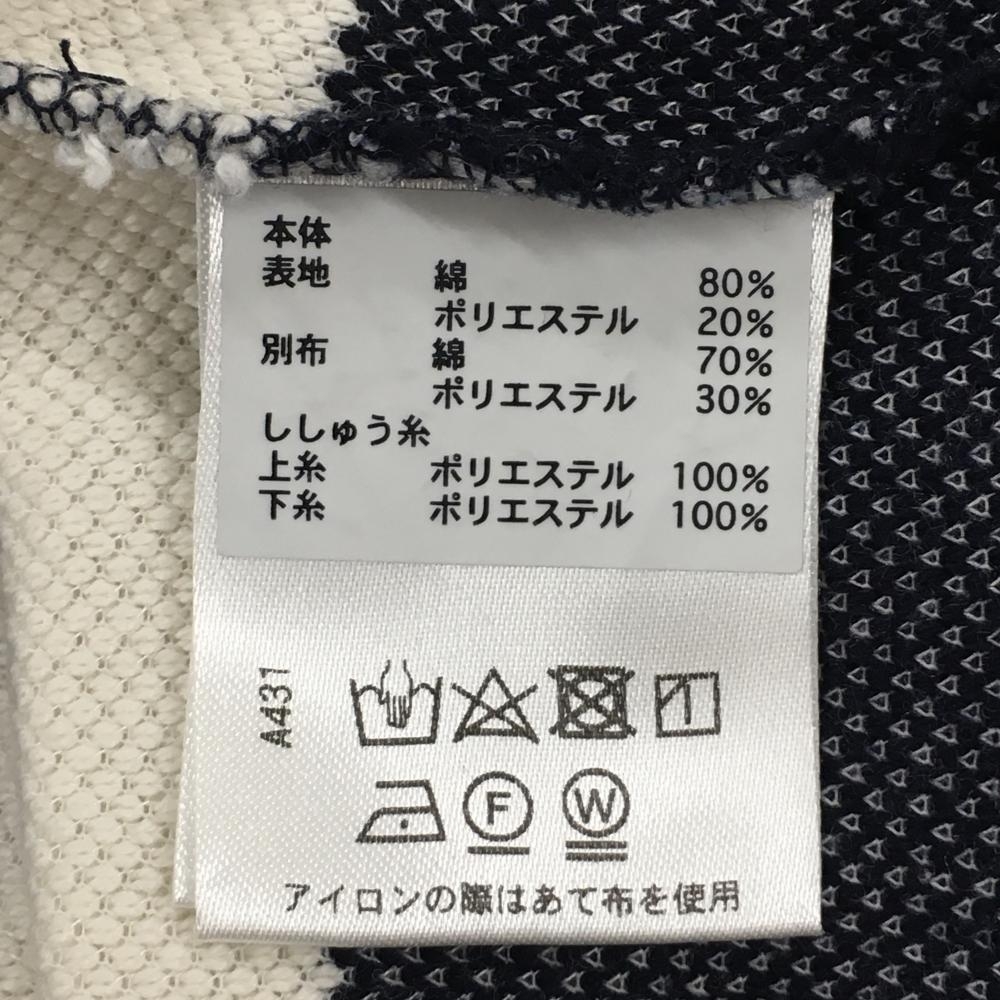 本体
表地 綿 80%
ポリエステル 20%
別布 綿 70%
ポリエステル 30%
ししゅう糸
上糸 ポリエステル 100%
下糸 ポリエステル 100%
A431
F W
アイロンの際はあて布を使用